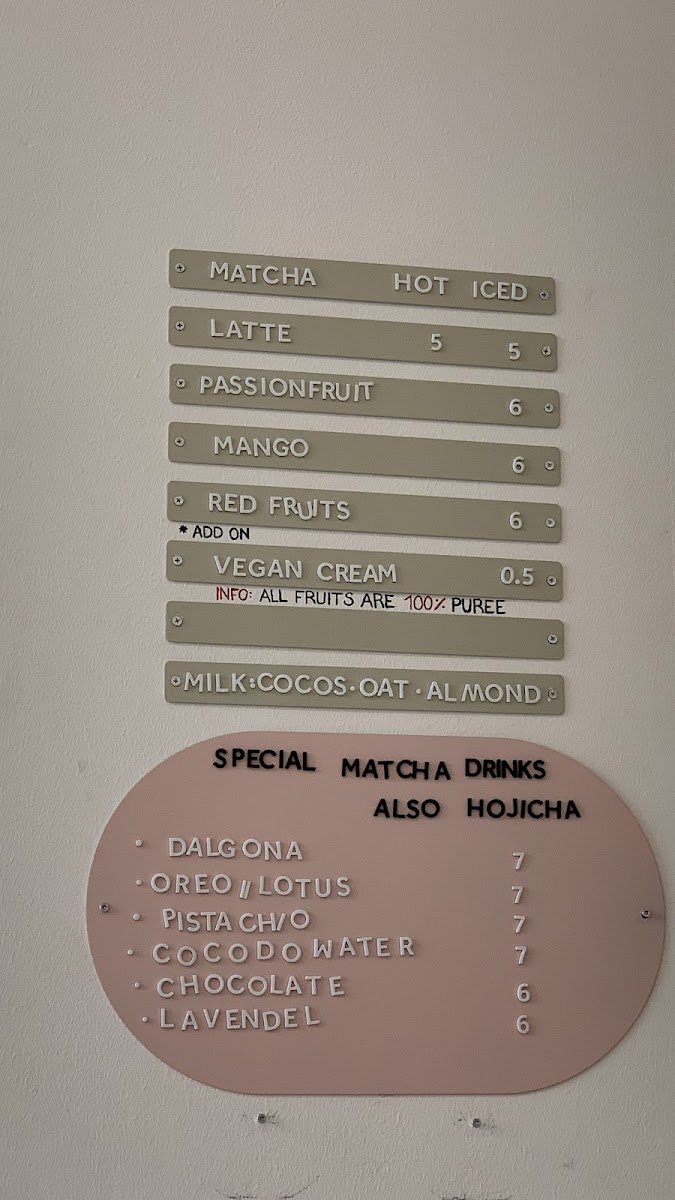 MATCHA HOT ICED
LATTE 5 5
PASSIONFRUIT 6
MANGO 6
RED FRUITS 6
* ADD ON
VEGAN CREAM 0.5
INFO: ALL FRUITS ARE 100% PUREE
MILK:COCOS·OAT·ALMOND
SPECIAL MATCHA DRINKS
ALSO HOJICHA
· DALGONA 7
· OREO // LOTUS 7
· PISTACHIO 7
· COCODO WATER 7
· CHOCOLATE 6
· LAVENDEL 6